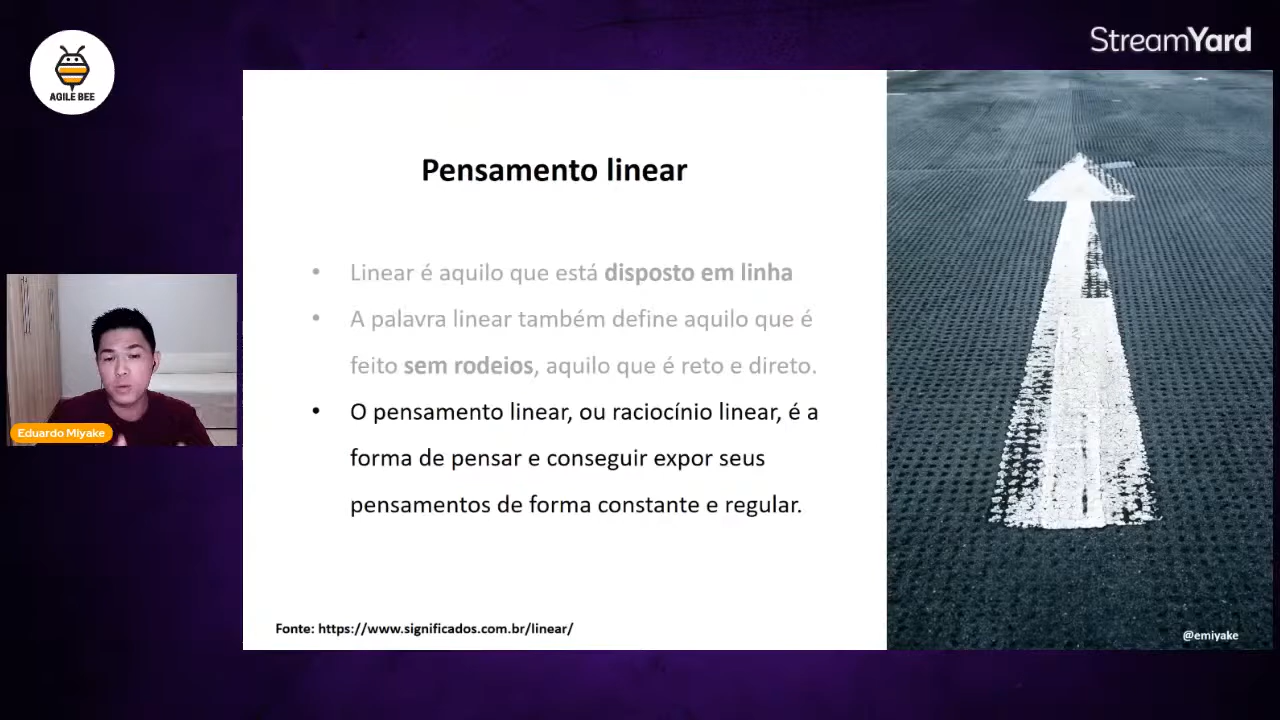 StreamYard
AGILE BEE
Pensamento linear
• Linear é aquilo que está disposto em linha
• A palavra linear também define aquilo que é
feito sem rodeios, aquilo que é reto e direto.
• O pensamento linear, ou raciocínio linear, é a
forma de pensar e conseguir expor seus
pensamentos de forma constante e regular.
Eduardo Miyake
Fonte: https://www.significados.com.br/linear/
@emiyake